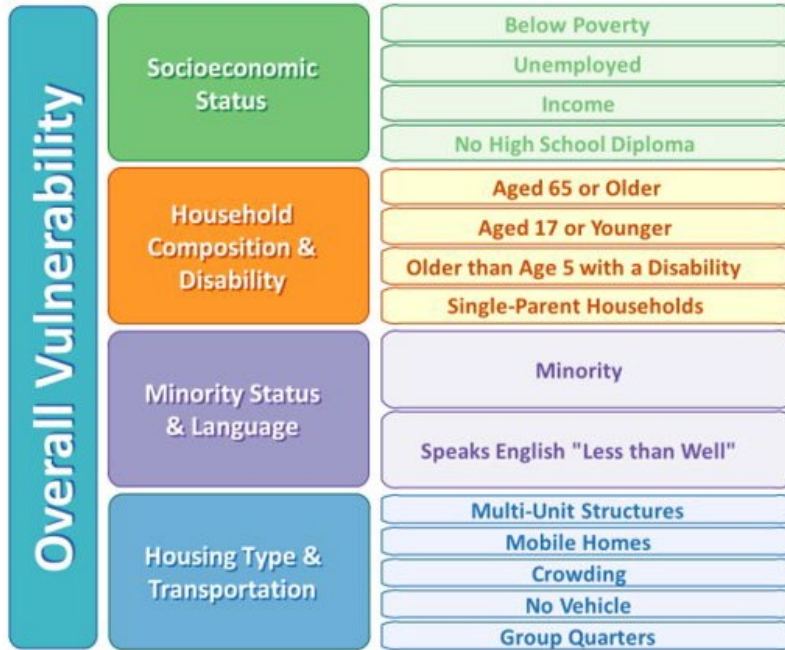 Overall Vulnerability
Socioeconomic
Status
Below Poverty
Unemployed
Income
No High School Diploma
Household
Composition &
Disability
Aged 65 or Older
Aged 17 or Younger
Older than Age 5 with a Disability
Single-Parent Households
Minority Status
& Language
Minority
Speaks English "Less than Well"
Housing Type &
Transportation
Multi-Unit Structures
Mobile Homes
Crowding
No Vehicle
Group Quarters